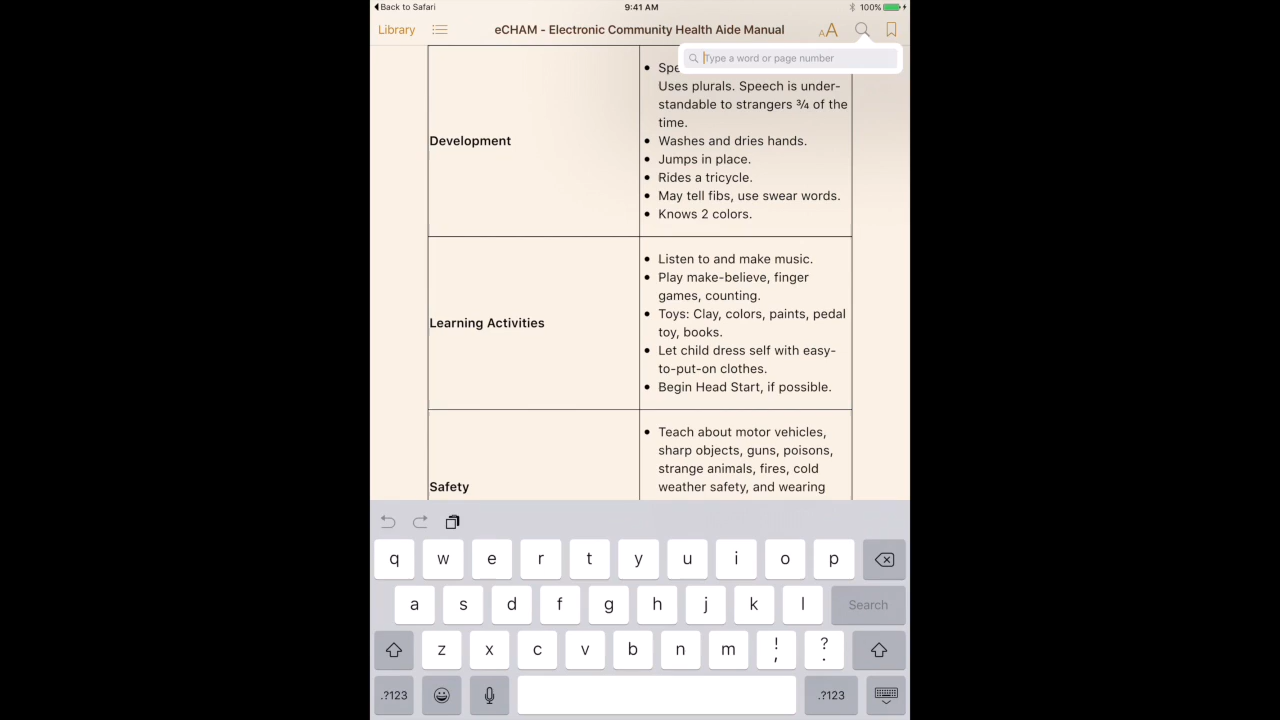 Back to Safari
9:41 AM
100%
Library
eCHAM - Electronic Community Health Aide Manual
AA
Type a word or page number
Development
Spe
Uses plurals. Speech is under-
standable to strangers ¾ of the
time.
Washes and dries hands.
Jumps in place.
Rides a tricycle.
May tell fibs, use swear words.
Knows 2 colors.
Learning Activities
Listen to and make music.
Play make-believe, finger
games, counting.
Toys: Clay, colors, paints, pedal
toy, books.
Let child dress self with easy-
to-put-on clothes.
Begin Head Start, if possible.
Safety
Teach about motor vehicles,
sharp objects, guns, poisons,
strange animals, fires, cold
weather safety, and wearing
q w e r t y u i o p
a s d f g h j k l Search
z x c v b n m ! , ? .
.?123 .?123